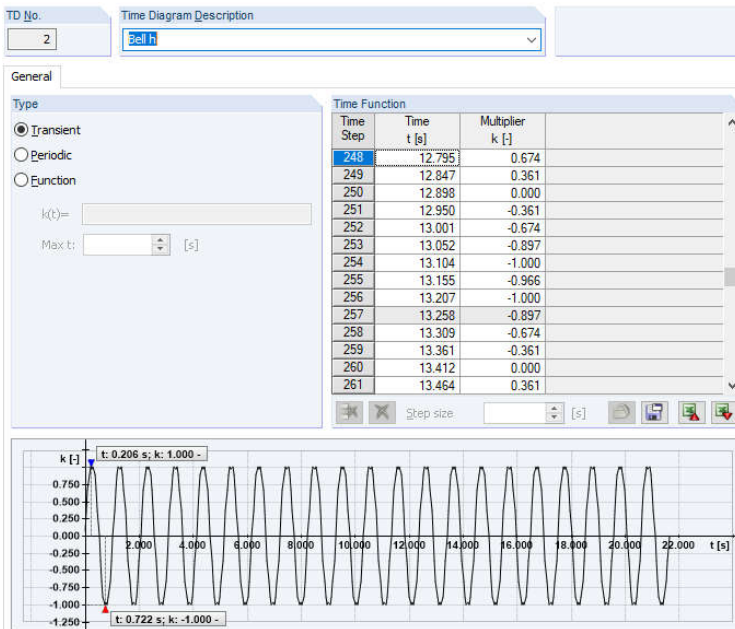 TD No.
Time Diagram Description
2
Bell h
General
Type
Transient
Periodic
Function
k(t)=
Max t: [s]
Time Function
Time Step Time t [s] Multiplier k [-]
248 12.795 0.674
249 12.847 0.361
250 12.898 0.000
251 12.950 -0.361
252 13.001 -0.674
253 13.052 -0.897
254 13.104 -1.000
255 13.155 -0.966
256 13.207 -1.000
257 13.258 -0.897
258 13.309 -0.674
259 13.361 -0.361
260 13.412 0.000
261 13.464 0.361
Step size [s]
k [-]
t: 0.206 s; k: 1.000 -
0.750
0.500
0.250
0.000
2.000 4.000 6.000 8.000 10.000 12.000 14.000 16.000 18.000 20.000 22.000 t [s]
-0.250
-0.500
-0.750
-1.000
t: 0.722 s; k: -1.000 -
-1.250